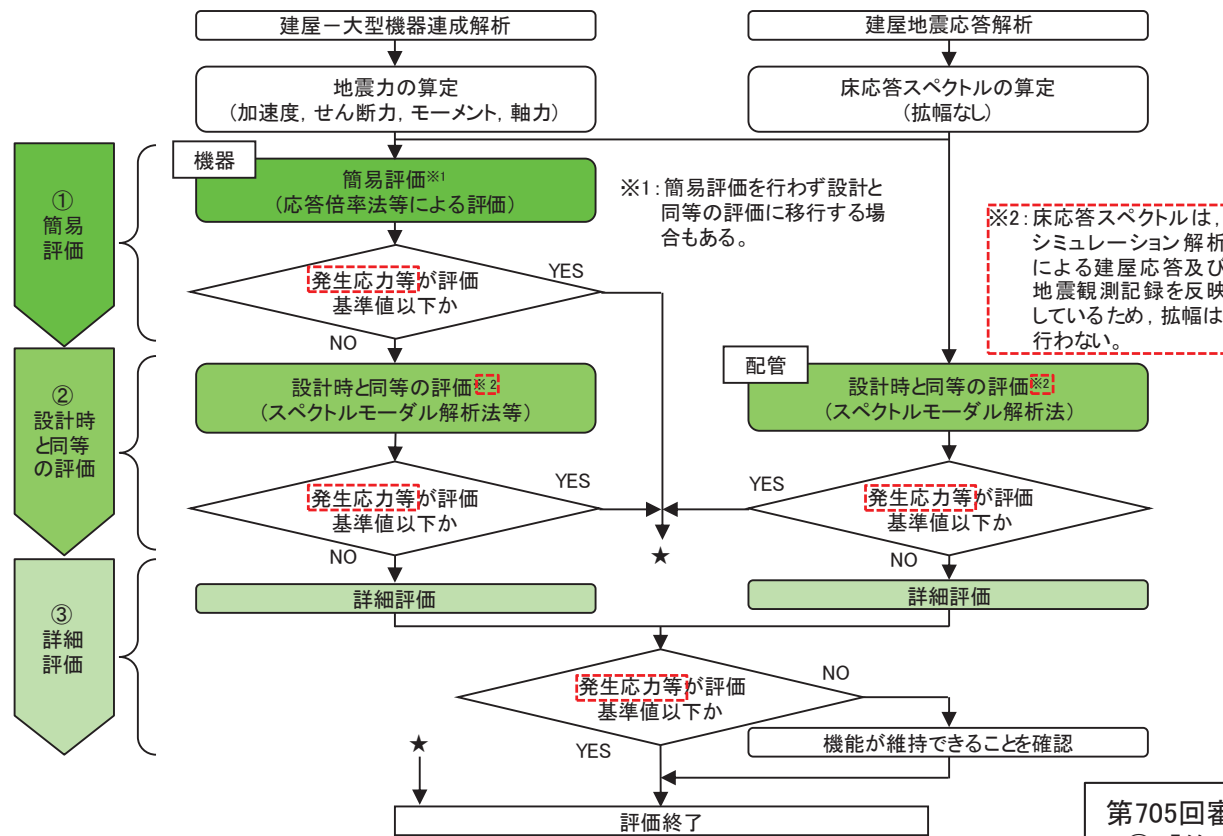 建屋－大型機器連成解析
建屋地震応答解析
地震力の算定
(加速度, せん断力, モーメント, 軸力)
床応答スペクトルの算定
(拡幅なし)
①
簡易
評価
機器
簡易評価※1
(応答倍率法等による評価)
※1:簡易評価を行わず設計と
同等の評価に移行する場
合もある。
※2:床応答スペクトルは,
シミュレーション解析
による建屋応答及び
地震観測記録を反映
しているため, 拡幅は
行わない。
発生応力等が評価
基準値以下か
YES
NO
②
設計時
と同等
の評価
設計時と同等の評価※2
(スペクトルモーダル解析法等)
配管
設計時と同等の評価※2
(スペクトルモーダル解析法)
発生応力等が評価
基準値以下か
YES
NO
★
YES
発生応力等が評価
基準値以下か
NO
③
詳細
評価
詳細評価
詳細評価
発生応力等が評価
基準値以下か
NO
YES
機能が維持できることを確認
★
評価終了
第705回審